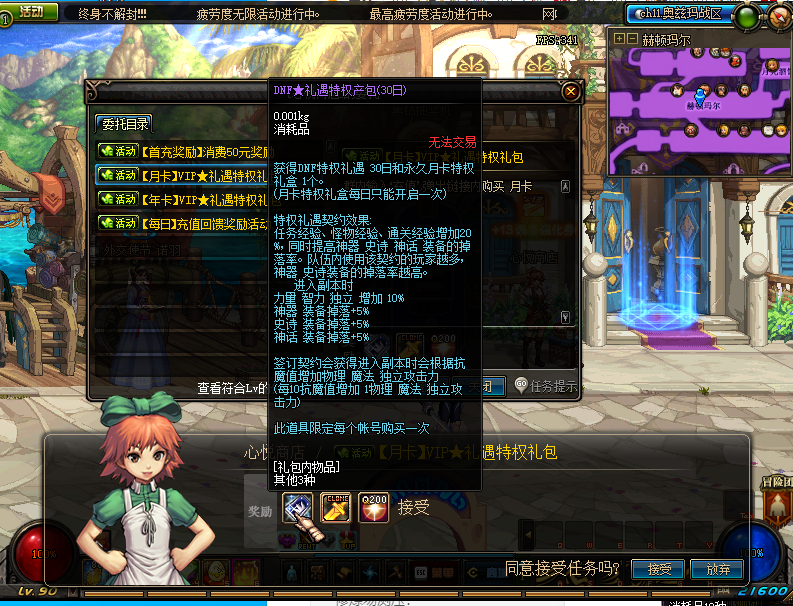 活动
终身不解封!!!
疲劳度无限活动进行中。
最高疲劳度活动进行中。
ch11.奥兹玛战区
FPS:341
赫顿玛尔
赫顿玛尔
委托目录
活动【首充奖励】消费50元奖励
活动【月卡】VIP★礼遇特权礼
活动【年卡】VIP★礼遇特权礼
活动【每日】充值回馈奖励活动
特权礼包
购买 月卡
DNF★礼遇特权产包(30日)
0.001kg
消耗品
无法交易
获得DNF特权礼遇 30日和永久月卡特权
礼盒 1个。
(月卡特权礼盒每日只能开启一次)
特权礼遇契约效果:
任务经验、怪物经验、通关经验增加20
%，同时提高神器 史诗 神话 装备的掉
落率。队伍内使用该契约的玩家越多，
神器 史诗装备的掉落率越高。
进入副本时
力量 智力 独立 增加 10%
神器 装备掉落+5%
史诗 装备掉落+5%
神话 装备掉落+5%
签订契约会获得进入副本时会根据抗
魔值增加物理 魔法 独立攻击力
(每10抗魔值增加 1物理 魔法 独立攻
击力)
此道具限定每个帐号购买一次
[礼包内物品]
其他3种
查看符合Lv的
闭
GO 任务提示
心悦商店 / 活动【月卡】VIP★礼遇特权礼包
奖励
CLONE
Q200
接受
冒险团
100%
同意接受任务吗?
接受
放弃
Lv.90
21600
消耗品10种